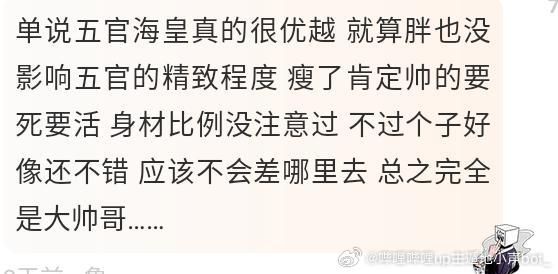 单说五官海皇真的很优越 就算胖也没
影响五官的精致程度 瘦了肯定帅的要
死要活 身材比例没注意过 不过个子好
像还不错 应该不会差哪里去 总之完全
是大帅哥……